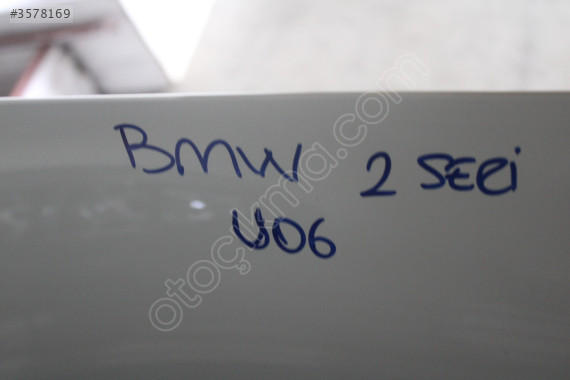 #3578169
BMW 2 SERİ
U06
otoçıkma.com